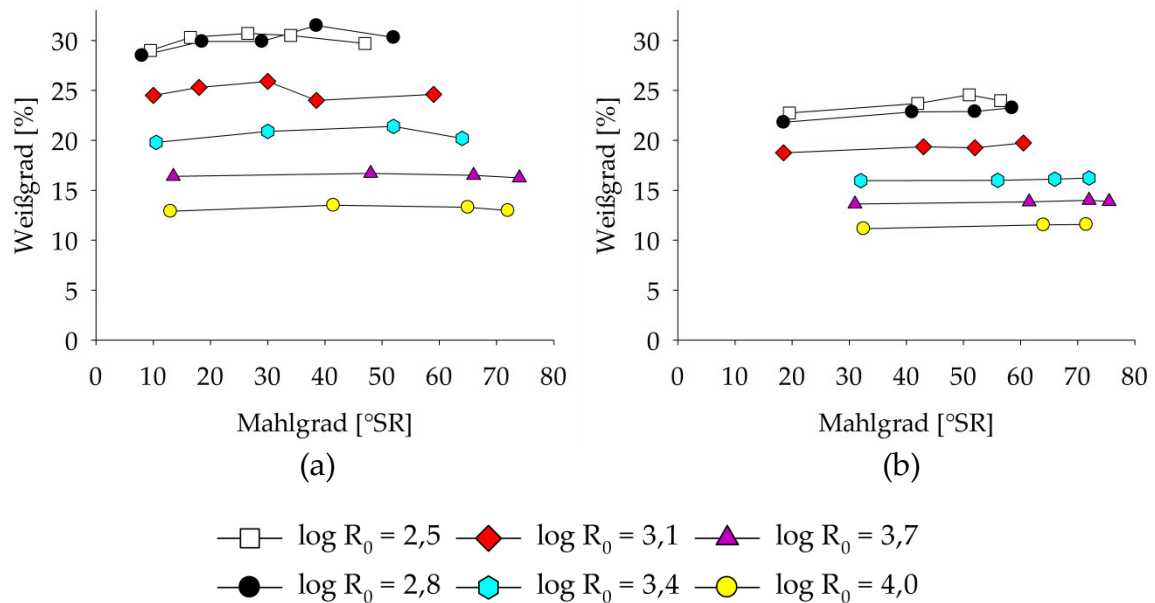 30
25
20
15
10
5
0
Weißgrad [%]
0 10 20 30 40 50 60 70 80
Mahlgrad [°SR]
(a)
30
25
20
15
10
5
0
Weißgrad [%]
0 10 20 30 40 50 60 70 80
Mahlgrad [°SR]
(b)
log R₀ = 2,5 log R₀ = 3,1 log R₀ = 3,7
log R₀ = 2,8 log R₀ = 3,4 log R₀ = 4,0